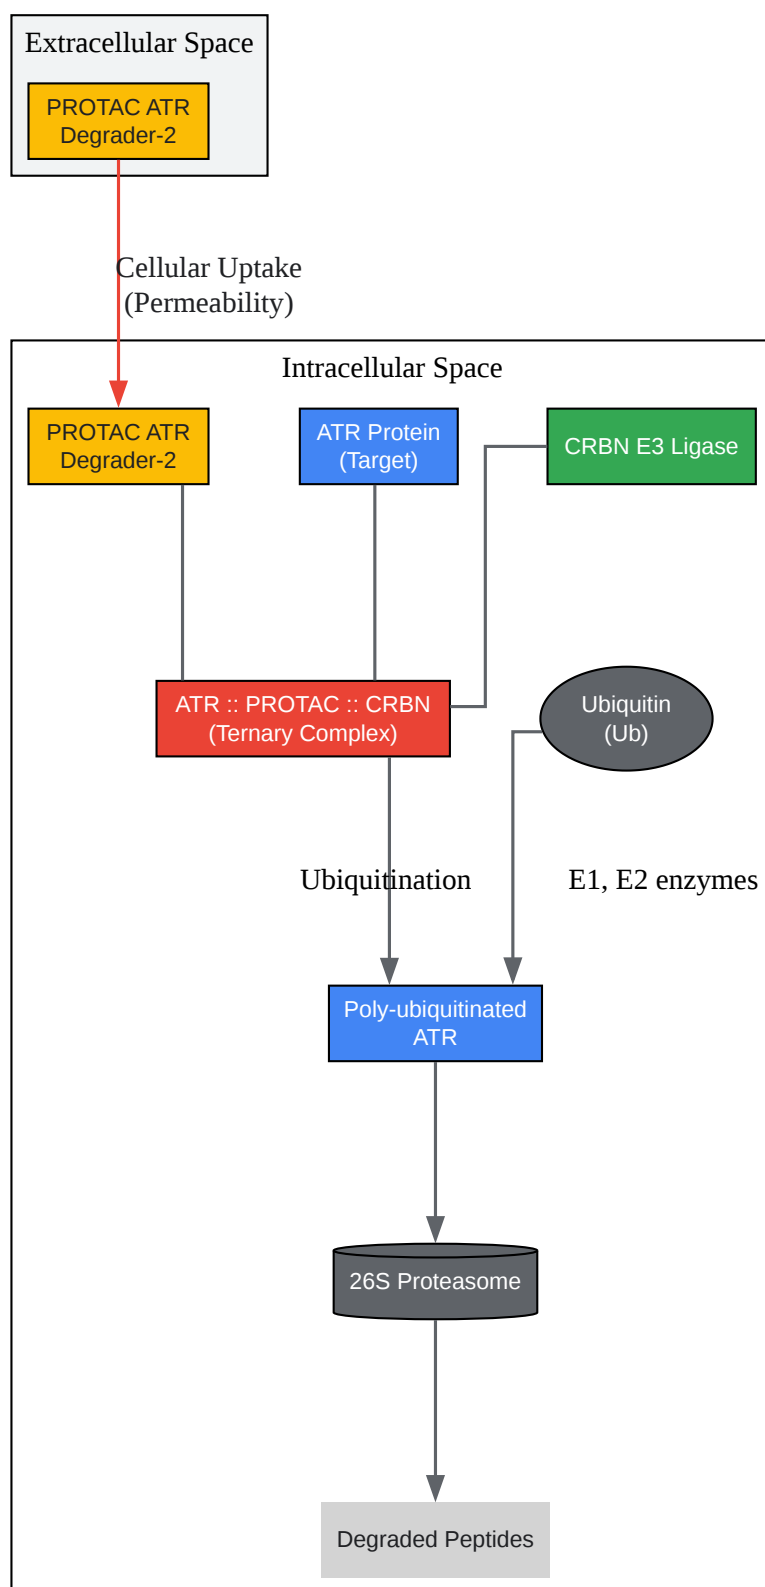 Extracellular Space
PROTAC ATR
Degrader-2
Cellular Uptake
(Permeability)
Intracellular Space
PROTAC ATR
Degrader-2
ATR Protein
(Target)
CRBN E3 Ligase
ATR :: PROTAC :: CRBN
(Ternary Complex)
Ubiquitin
(Ub)
Ubiquitination
E1, E2 enzymes
Poly-ubiquitinated
ATR
26S Proteasome
Degraded Peptides